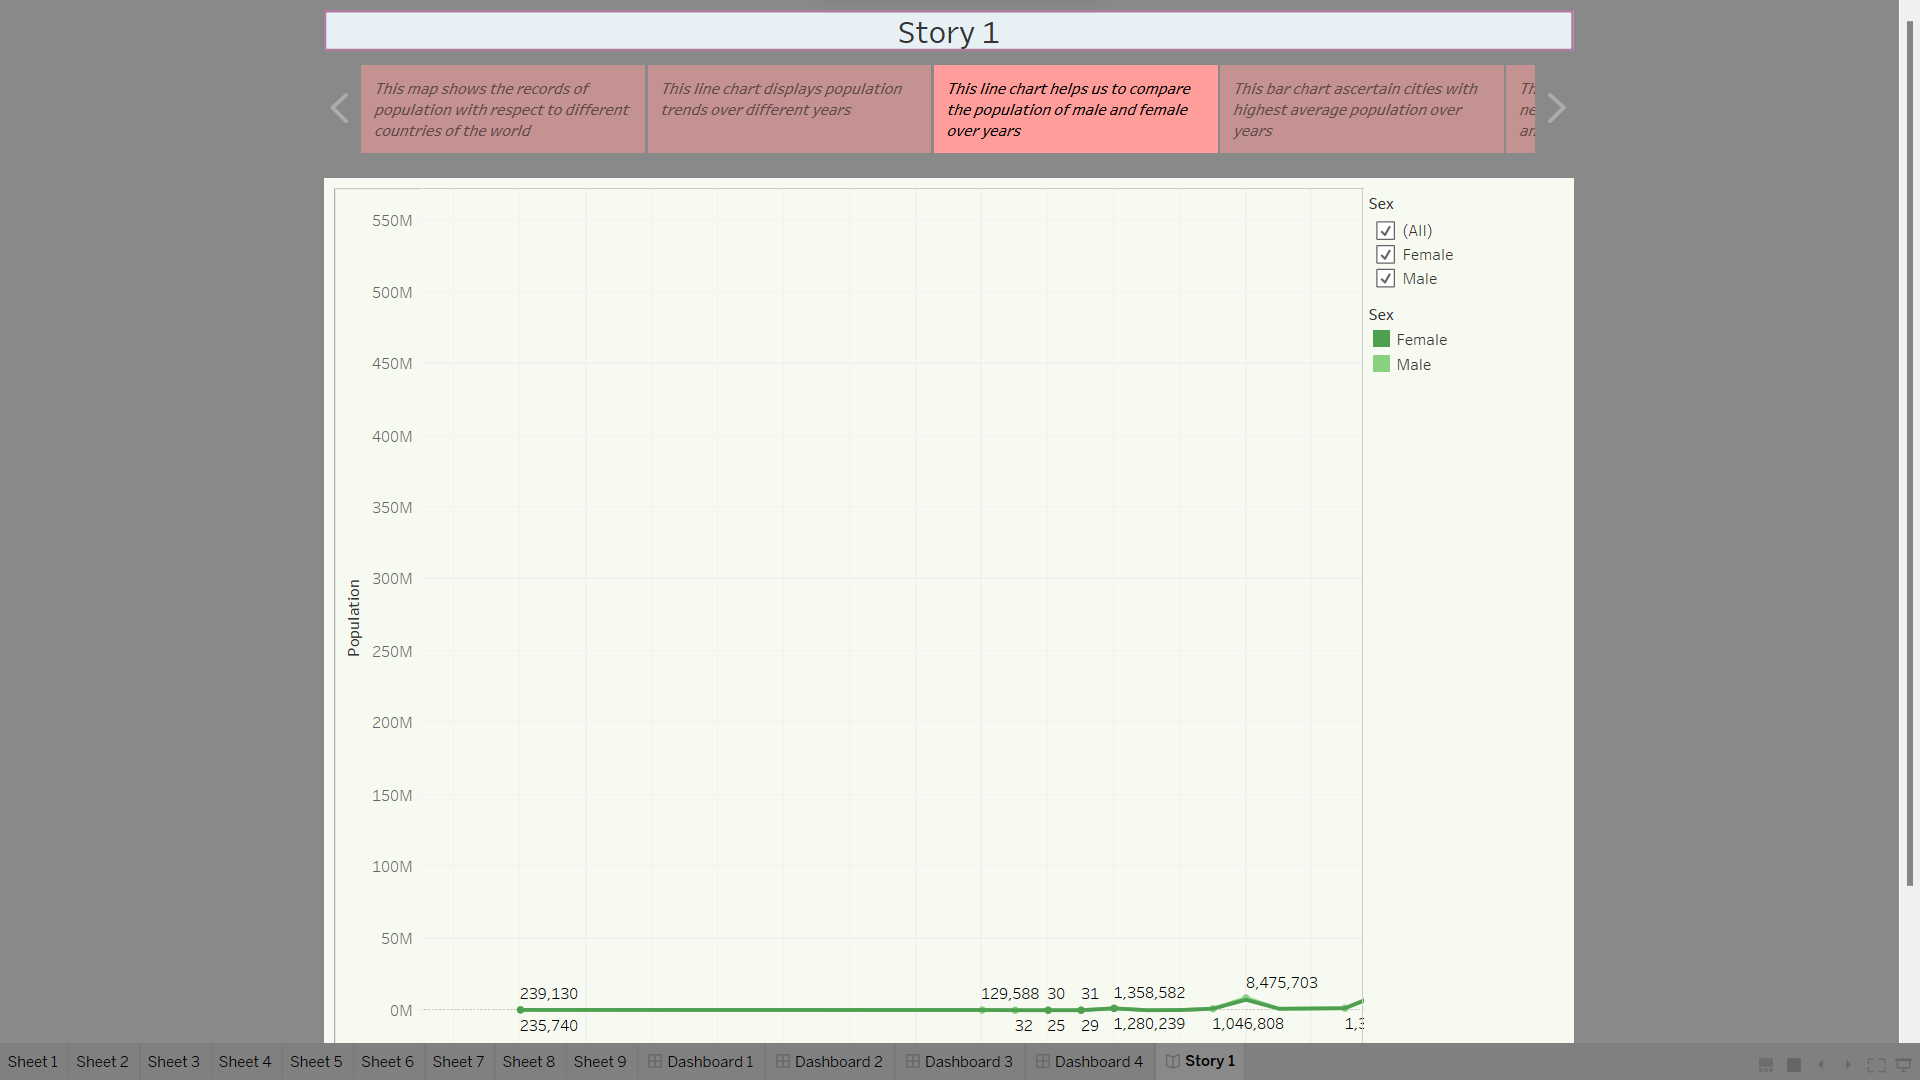 Story 1
This map shows the records of
population with respect to different
countries of the world
This line chart displays population
trends over different years
This line chart helps us to compare
the population of male and female
over years
This bar chart ascertain cities with
highest average population over
years
Sex
(All)
Female
Male
Sex
Female
Male
Population
550M
500M
450M
400M
350M
300M
250M
200M
150M
100M
50M
0M
239,130
129,588
30
31
1,358,582
8,475,703
235,740
32
25
29
1,280,239
1,046,808
Sheet 1
Sheet 2
Sheet 3
Sheet 4
Sheet 5
Sheet 6
Sheet 7
Sheet 8
Sheet 9
Dashboard 1
Dashboard 2
Dashboard 3
Dashboard 4
Story 1